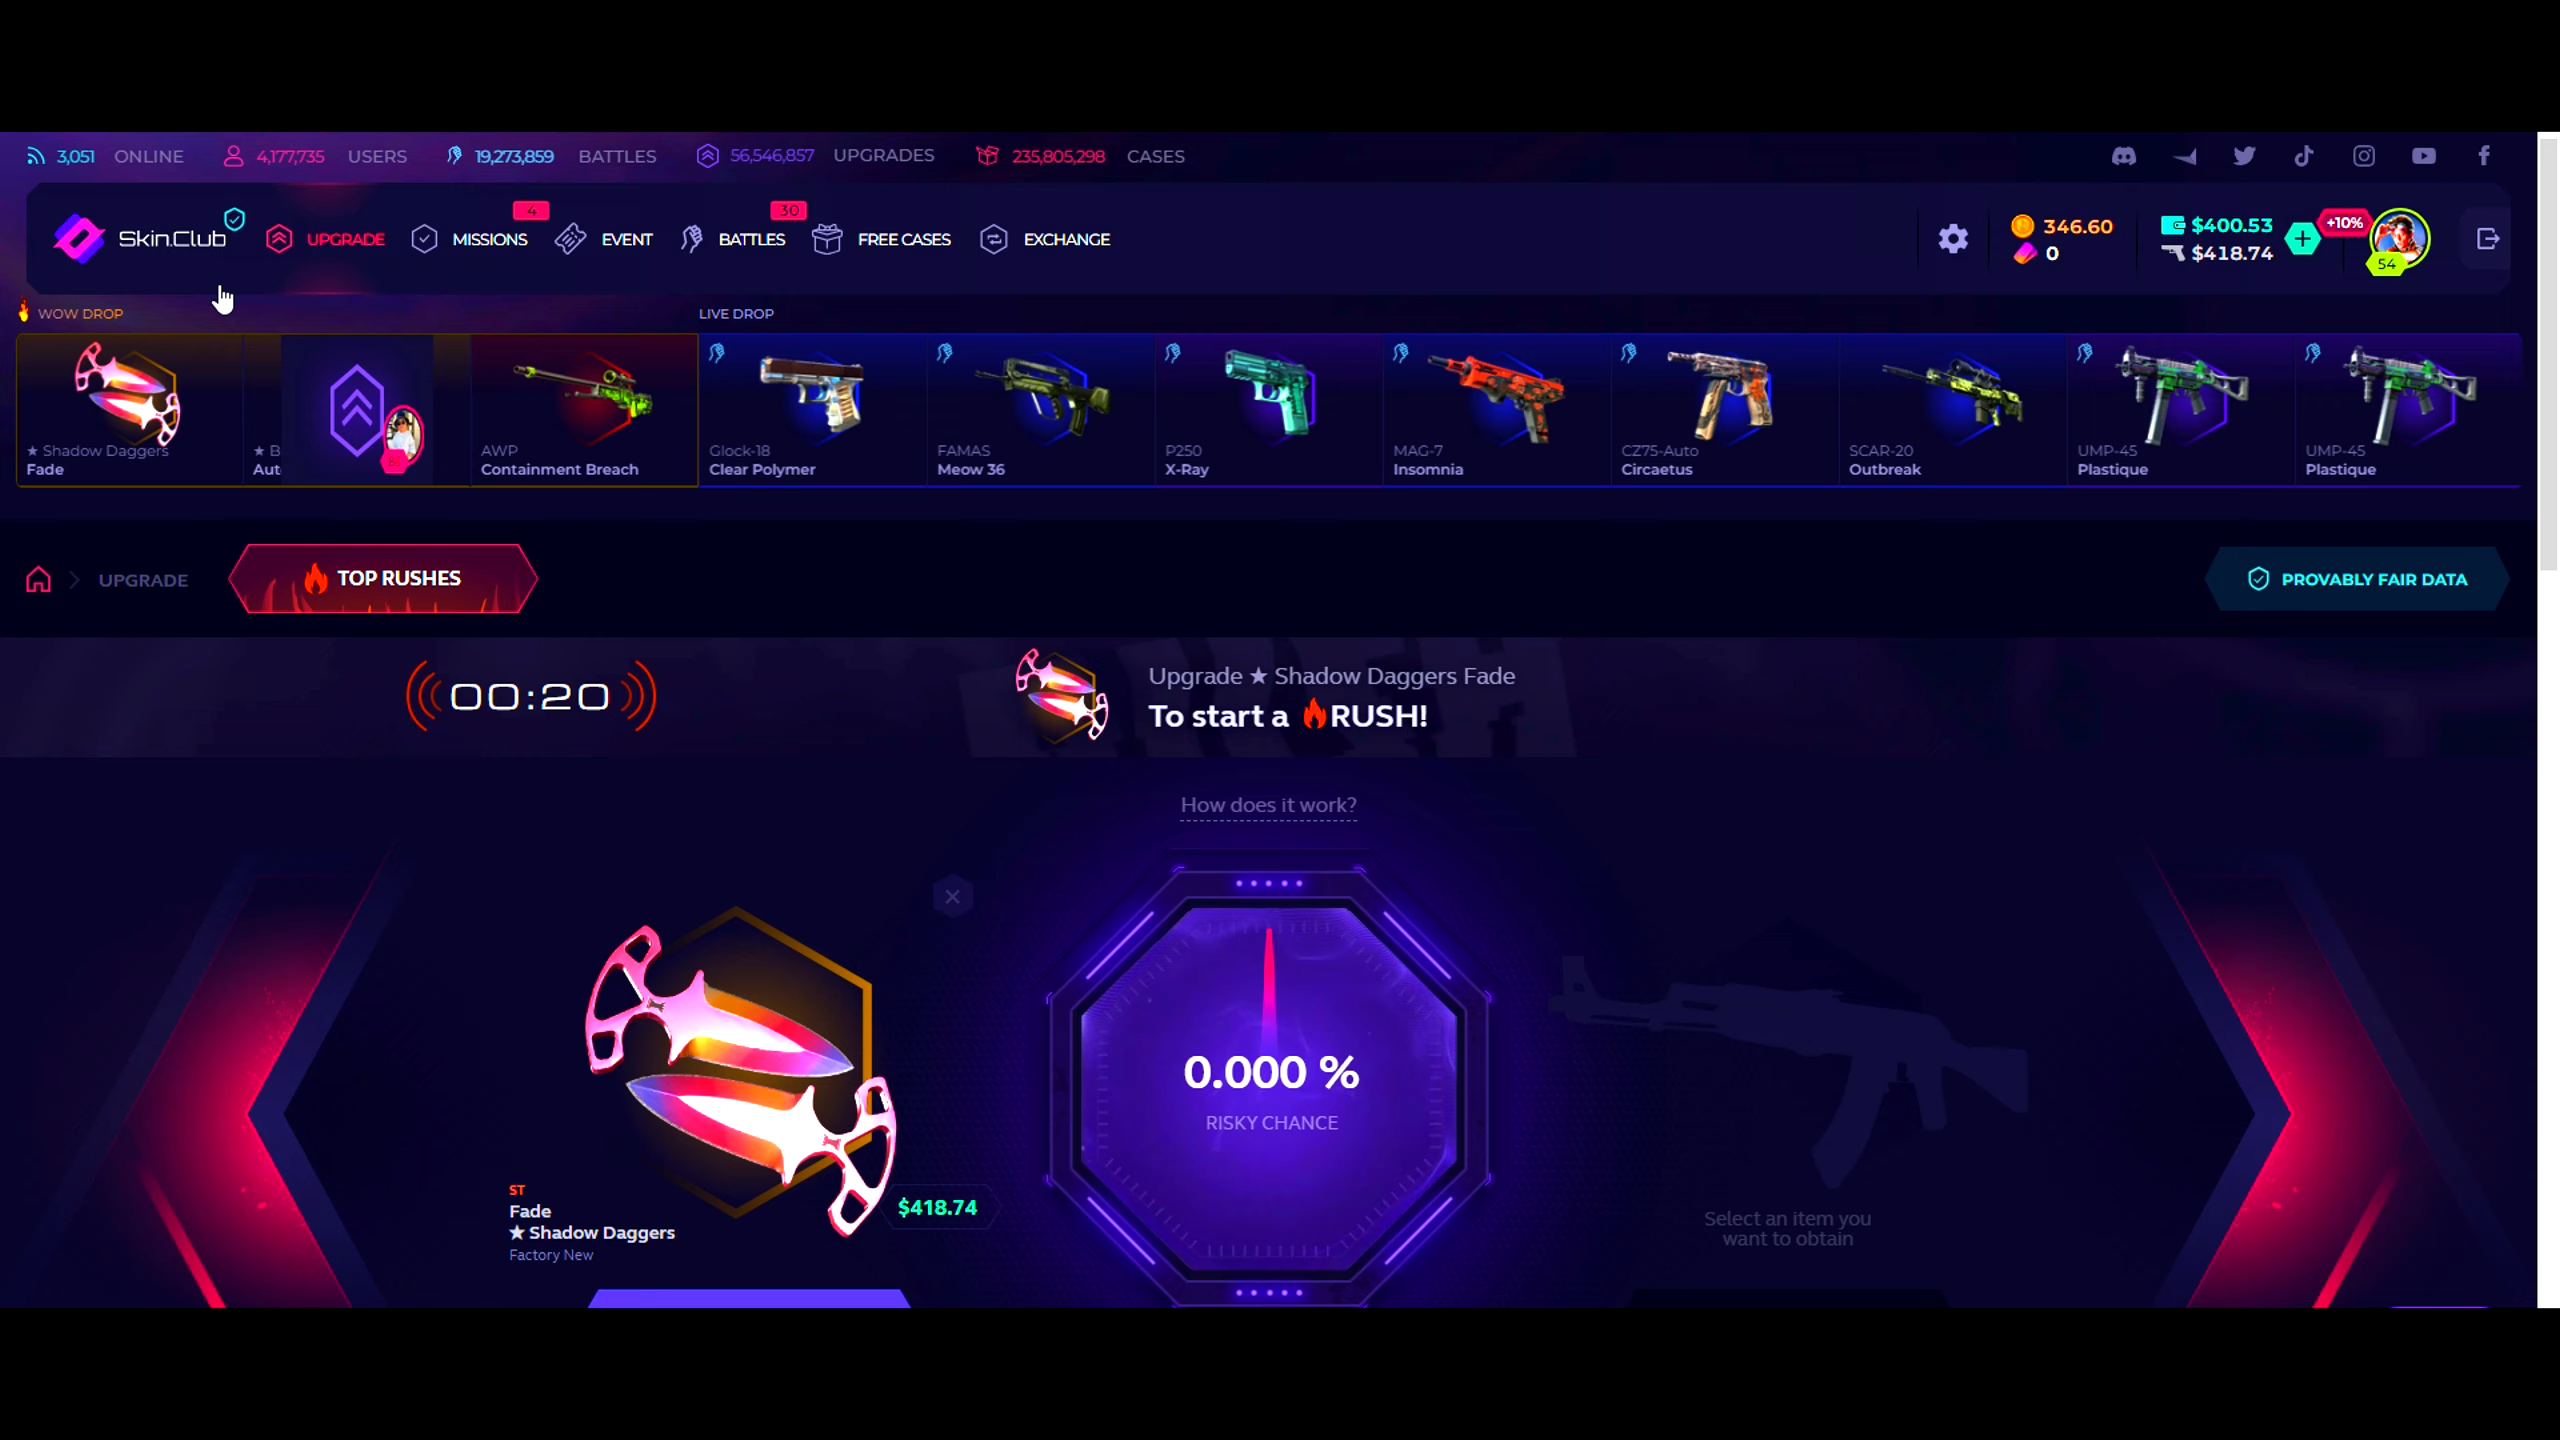 3,051 ONLINE 4,177,735 USERS 19,273,859 BATTLES 56,546,857 UPGRADES 235,805,298 CASES
Skin.Club UPGRADE MISSIONS 4 EVENT BATTLES 30 FREE CASES EXCHANGE
346.60 $400.53 +10%
0 $418.74 54
WOW DROP LIVE DROP
★ Shadow Daggers
Fade
★ B
Aut
AWP
Containment Breach
Glock-18
Clear Polymer
FAMAS
Meow 36
P250
X-Ray
MAG-7
Insomnia
CZ75-Auto
Circaetus
SCAR-20
Outbreak
UMP-45
Plastique
UMP-45
Plastique
UPGRADE TOP RUSHES PROVABLY FAIR DATA
00:20
Upgrade ★ Shadow Daggers Fade
To start a RUSH!
How does it work?
0.000 %
RISKY CHANCE
ST
Fade
★ Shadow Daggers
Factory New
$418.74
Select an item you
want to obtain